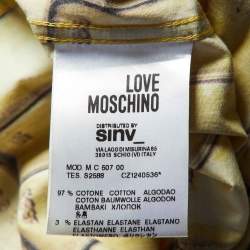 LOVE
MOSCHINO
DISTRIBUTED BY
SINV_
VIA LAGO DI MISURINA 65
36015 SCHIO (VI) ITALY
MOD. M C 507 00
TES. S2588 CZ1240536*
97 % COTONE COTTON ALGODAO
COTON BAUMWOLLE ALGODON
BAMBAKI ХЛОПОК
3 % ELASTAN ELASTANE ELASTANO
ELASTHANNE ELASTHAN